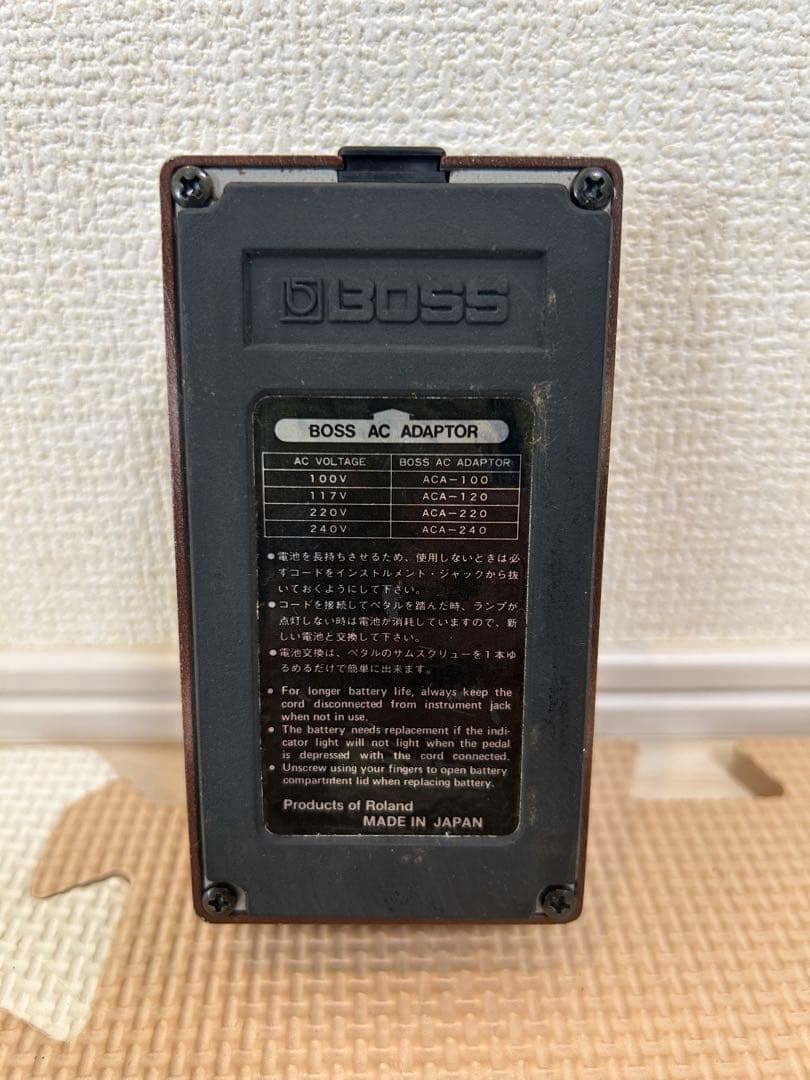 BOSS
BOSS AC ADAPTOR
AC VOLTAGE BOSS AC ADAPTOR
100V ACA-100
117V ACA-120
220V ACA-220
240V ACA-240
●電池を長持ちさせるため、使用しないときは必
ずコードをインストルメント・ジャックから抜
いておくようにして下さい。
●コードを接続してペタルを踏んだ時、ランプが
点灯しない時は電池が消耗していますので、新
しい電池と交換して下さい。
●電池交換は、ペタルのサムスクリューを1本ゆ
るめるだけで簡単に出来ます。
● For longer battery life, always keep the
cord disconnected from instrument jack
when not in use.
● The battery needs replacement if the indi-
cator light will not light when the pedal
is depressed with the cord connected.
● Unscrew using your fingers to open battery
compartment lid when replacing battery.
Products of Roland
MADE IN JAPAN